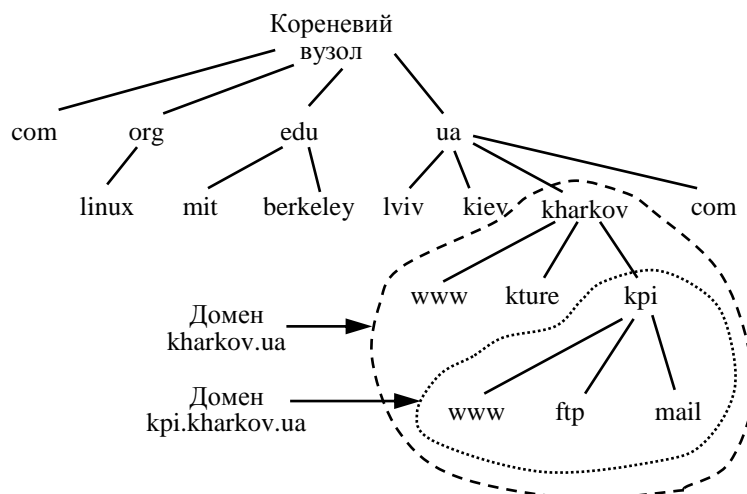 Кореневий
вузол
com org edu ua
linux mit berkeley lviv kiev kharkov com
www kture kpi
Домен
kharkov.ua
Домен
kpi.kharkov.ua
www ftp mail